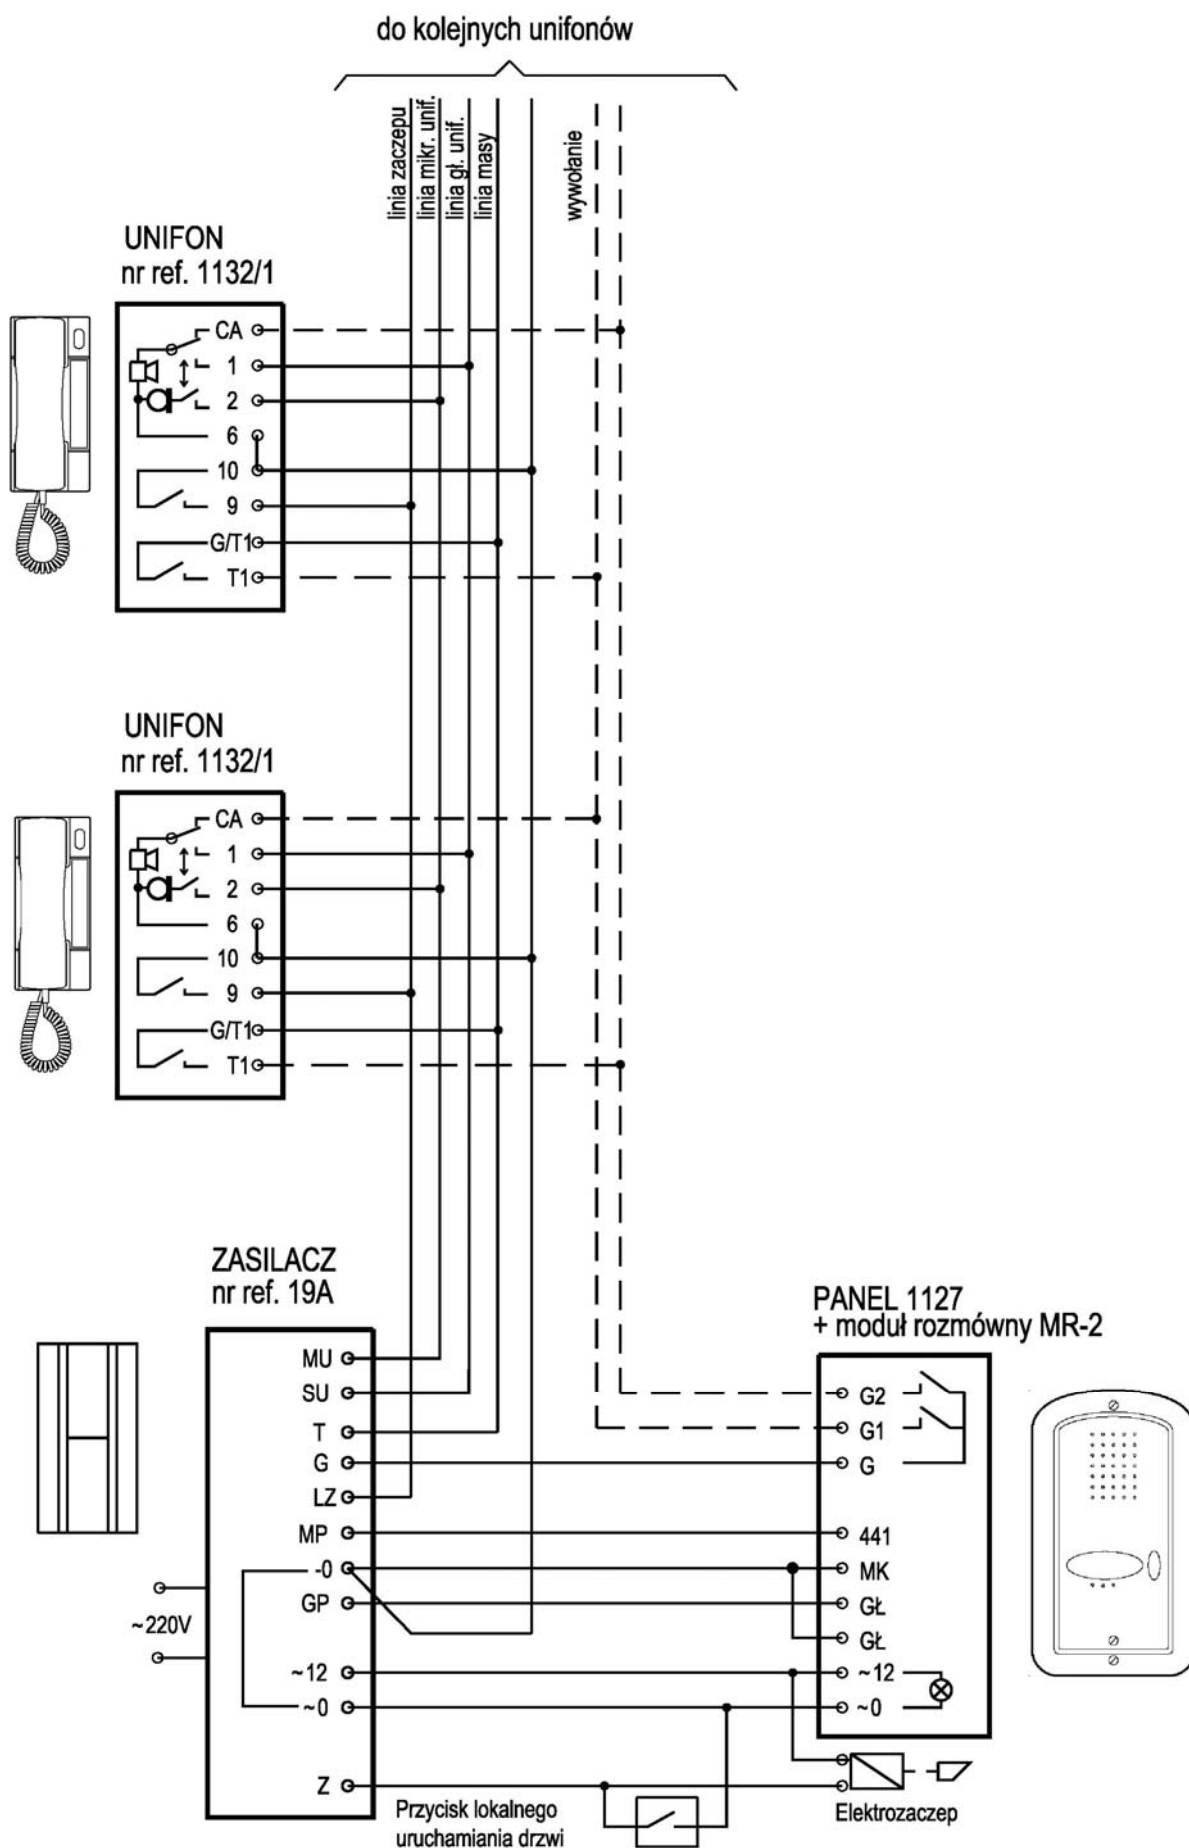 do kolejnych unifonów
linia zaczepu
linia mikr. unif.
linia gł. unif.
linia masy
wywołanie
UNIFON
nr ref. 1132/1
CA
1
2
6
10
9
G/T1
T1
UNIFON
nr ref. 1132/1
CA
1
2
6
10
9
G/T1
T1
ZASILACZ
nr ref. 19A
MU
SU
T
G
LZ
MP
-0
GP
~12
~0
Z
~220V
PANEL 1127
+ moduł rozmówny MR-2
G2
G1
G
441
MK
GŁ
GŁ
~12
~0
Przycisk lokalnego
uruchamiania drzwi
Elektrozaczep